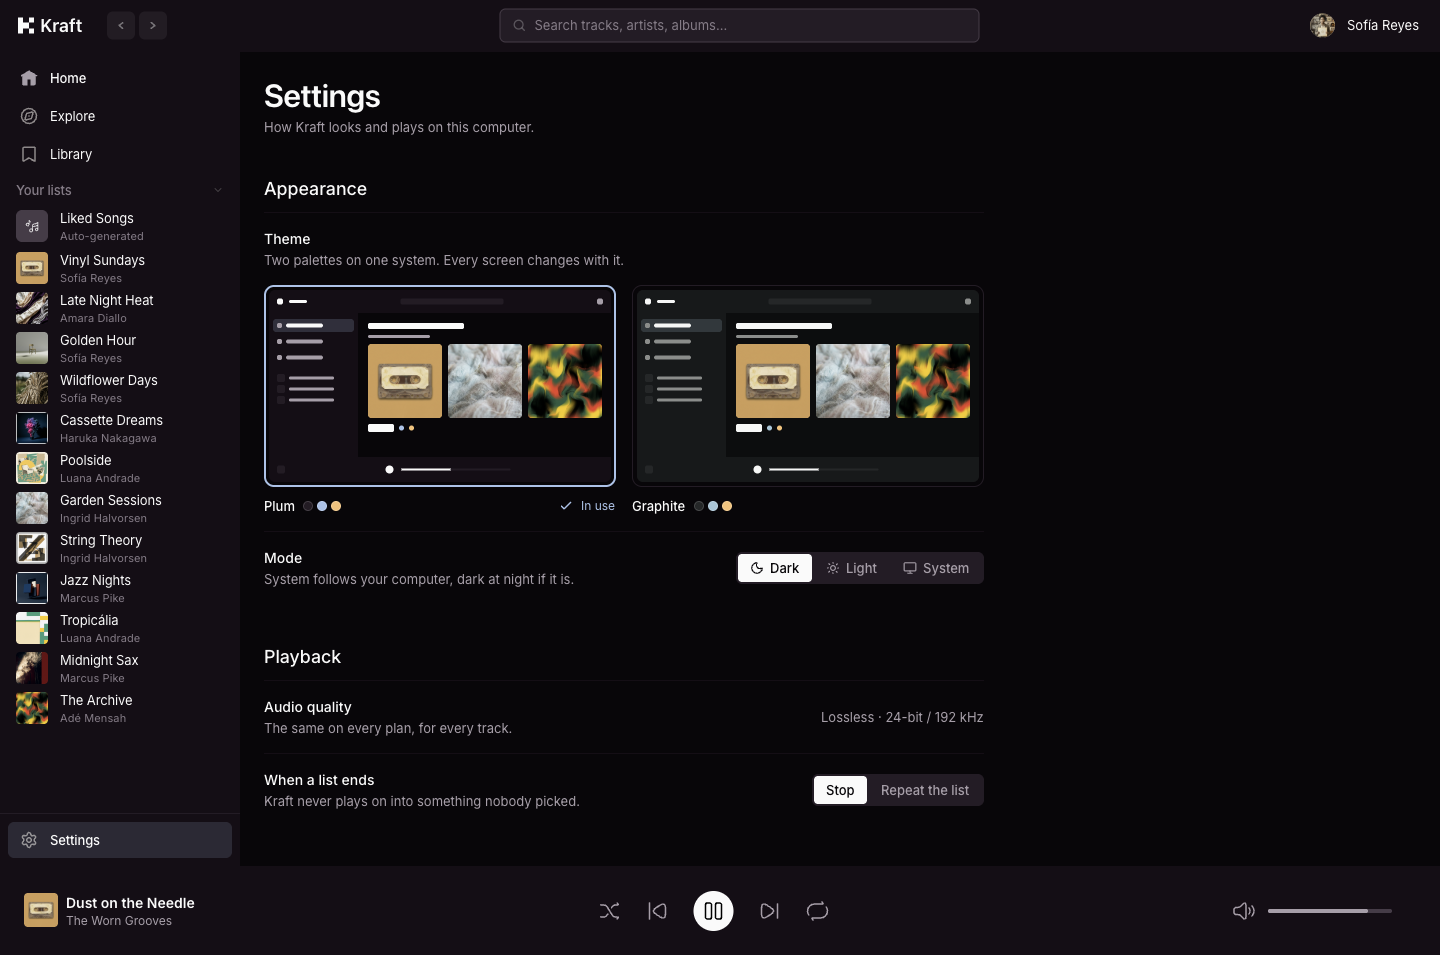 Kraft
Search tracks, artists, albums...
Sofía Reyes
Home
Explore
Library
Your lists
Liked Songs
Auto-generated
Vinyl Sundays
Sofía Reyes
Late Night Heat
Amara Diallo
Golden Hour
Sofía Reyes
Wildflower Days
Sofía Reyes
Cassette Dreams
Haruka Nakagawa
Poolside
Luana Andrade
Garden Sessions
Ingrid Halvorsen
String Theory
Ingrid Halvorsen
Jazz Nights
Marcus Pike
Tropicália
Luana Andrade
Midnight Sax
Marcus Pike
The Archive
Adé Mensah
Settings
Settings
How Kraft looks and plays on this computer.
Appearance
Theme
Two palettes on one system. Every screen changes with it.
Plum
In use
Graphite
Mode
System follows your computer, dark at night if it is.
Dark
Light
System
Playback
Audio quality
The same on every plan, for every track.
Lossless · 24-bit / 192 kHz
When a list ends
Kraft never plays on into something nobody picked.
Stop
Repeat the list
Dust on the Needle
The Worn Grooves